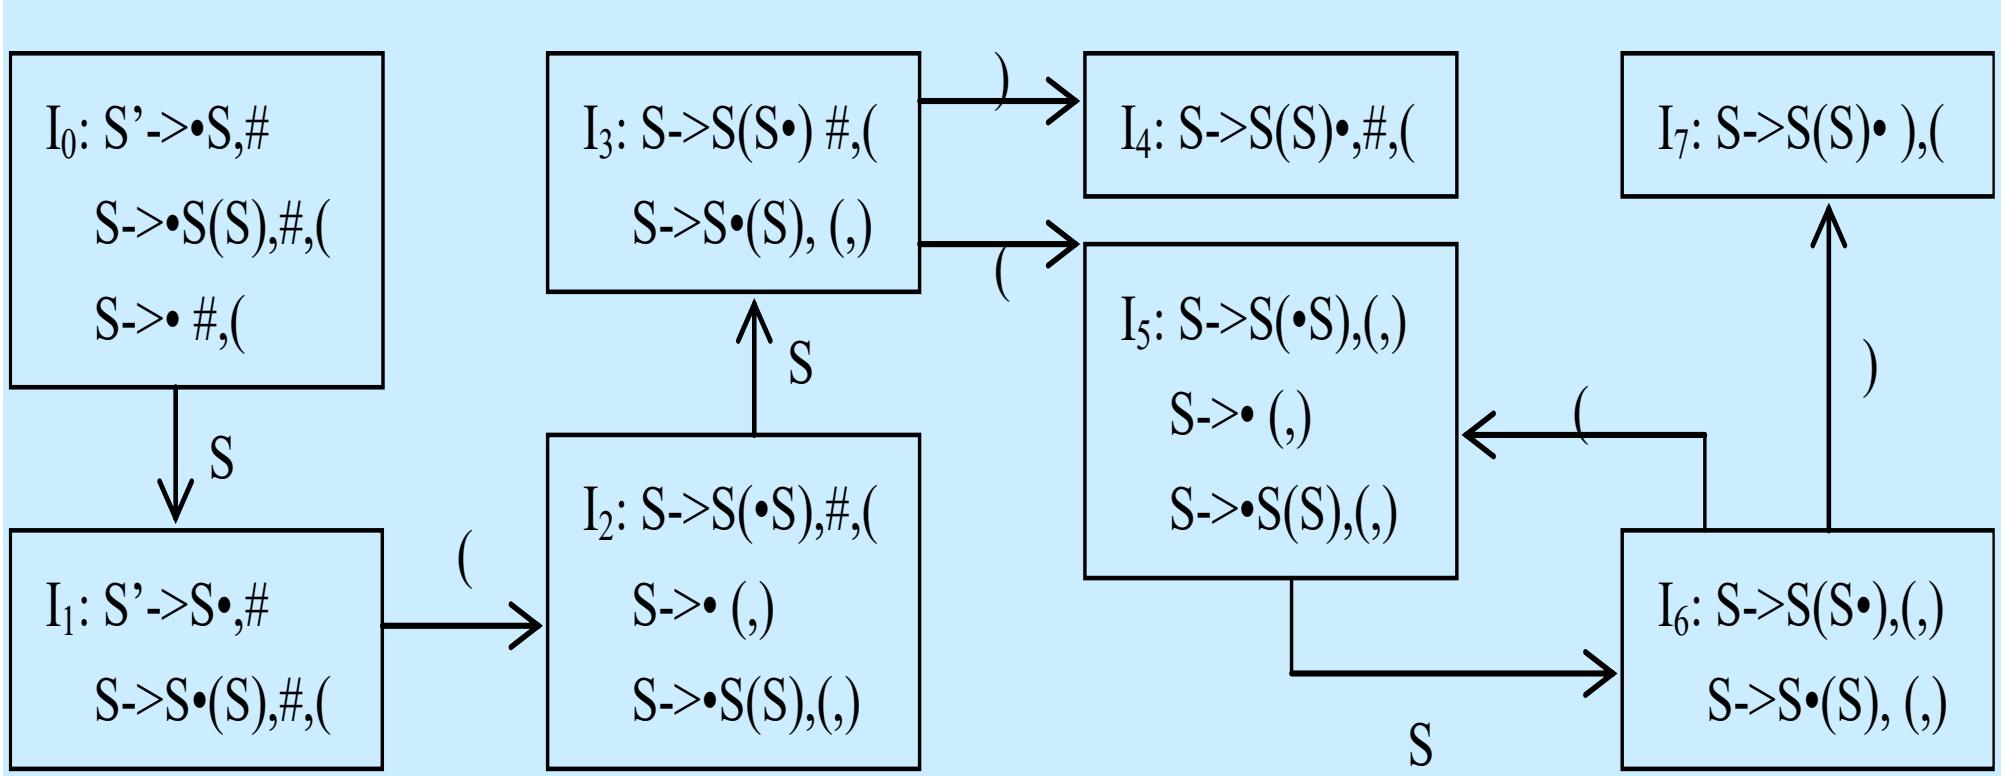 I₀: S’->•S,#
S->•S(S),#,(
S->• #,(
S
I₁: S’->S•,#
S->S•(S),#,(
(
I₂: S->S(•S),#,(
S->• (,)
S->•S(S),(,)
S
I₃: S->S(S•) #,(
S->S•(S), (,)
)
(
I₄: S->S(S)•,#,(
I₅: S->S(•S),(,)
S->• (,)
S->•S(S),(,)
S
(
I₆: S->S(S•),(,)
S->S•(S), (,)
)
I₇: S->S(S)• ),(